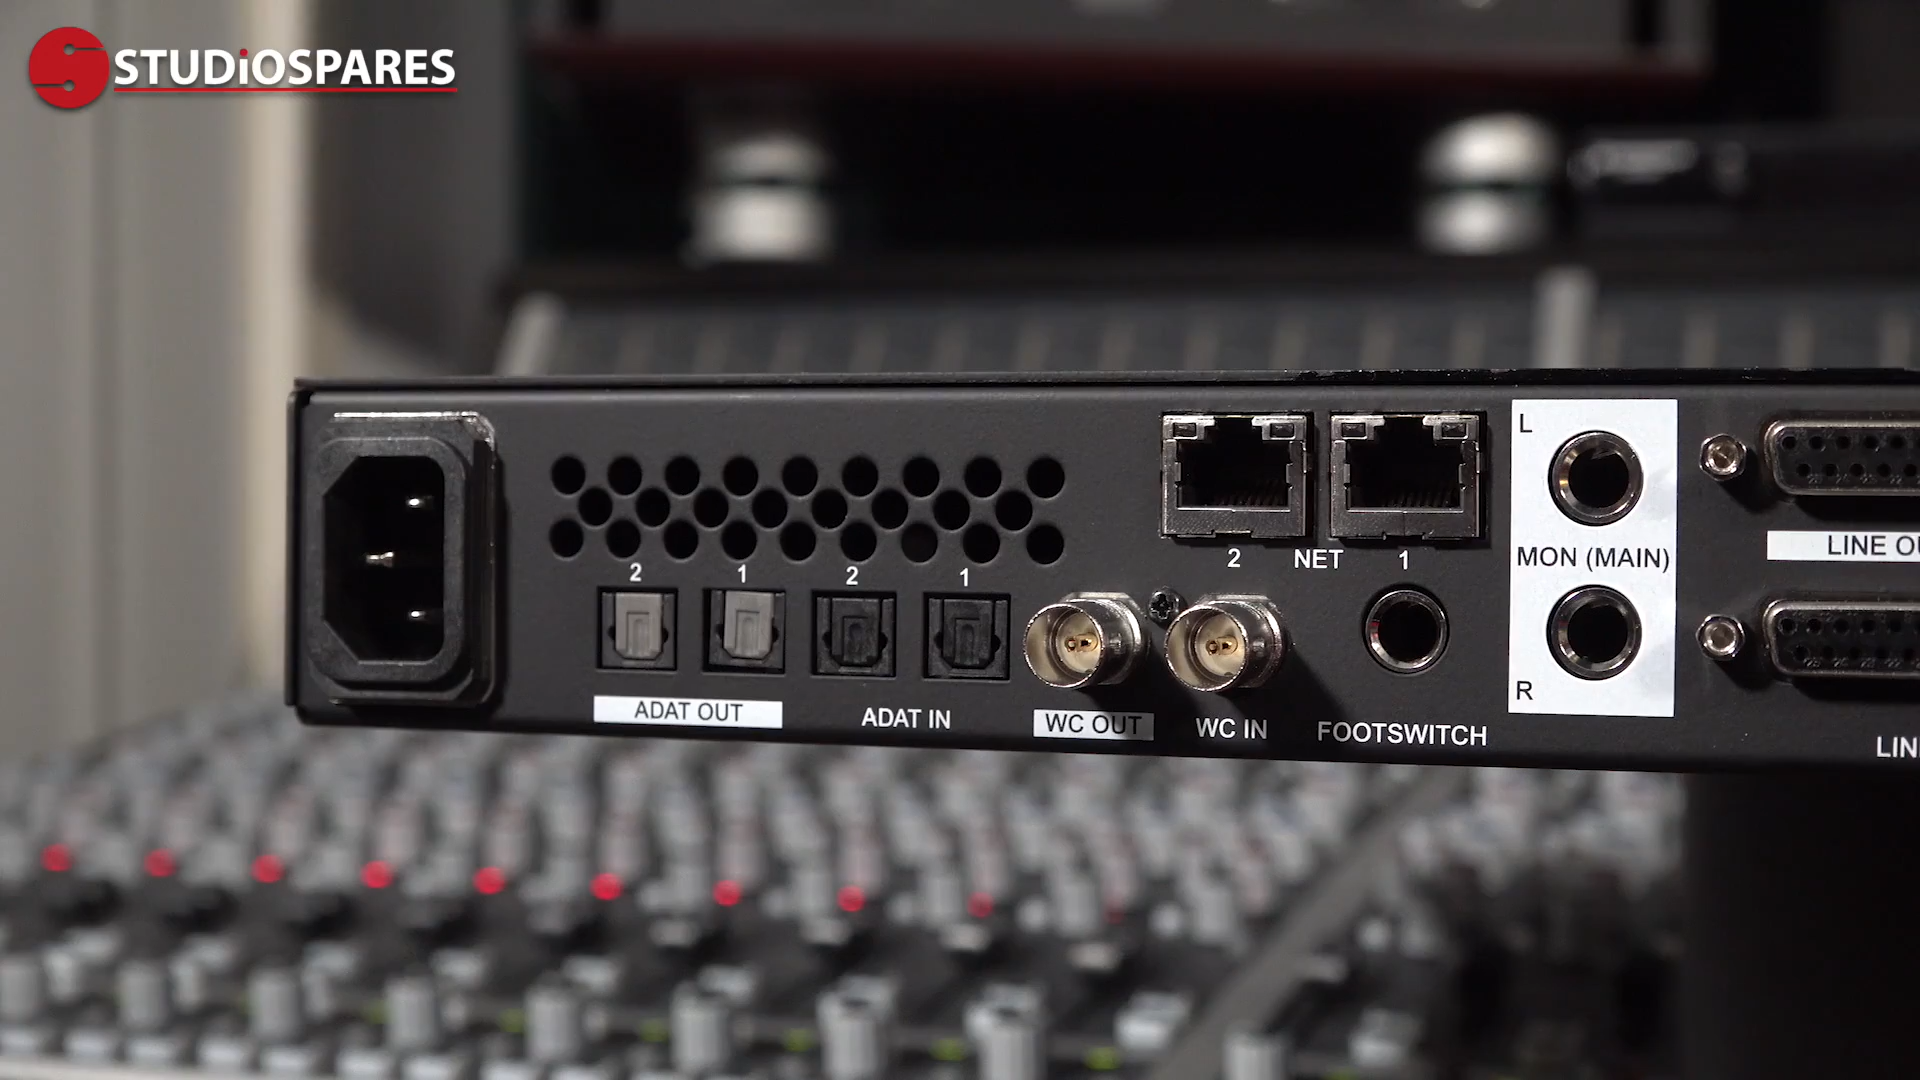 STUDiOSPARES
2 1 2 1
ADAT OUT
ADAT IN
WC OUT
WC IN
2 NET 1
FOOTSWITCH
L
MON (MAIN)
R
LINE